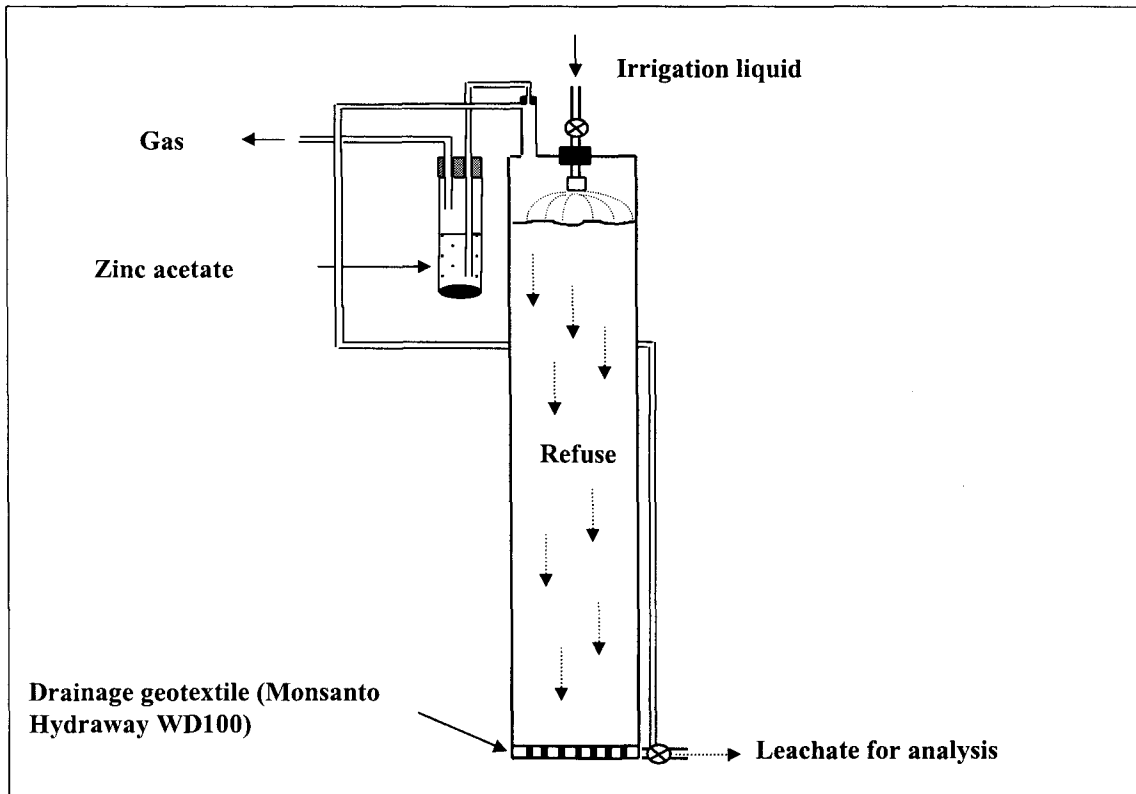 Irrigation liquid
Gas
Zinc acetate
Refuse
Drainage geotextile (Monsanto
Hydraway WD100)
Leachate for analysis